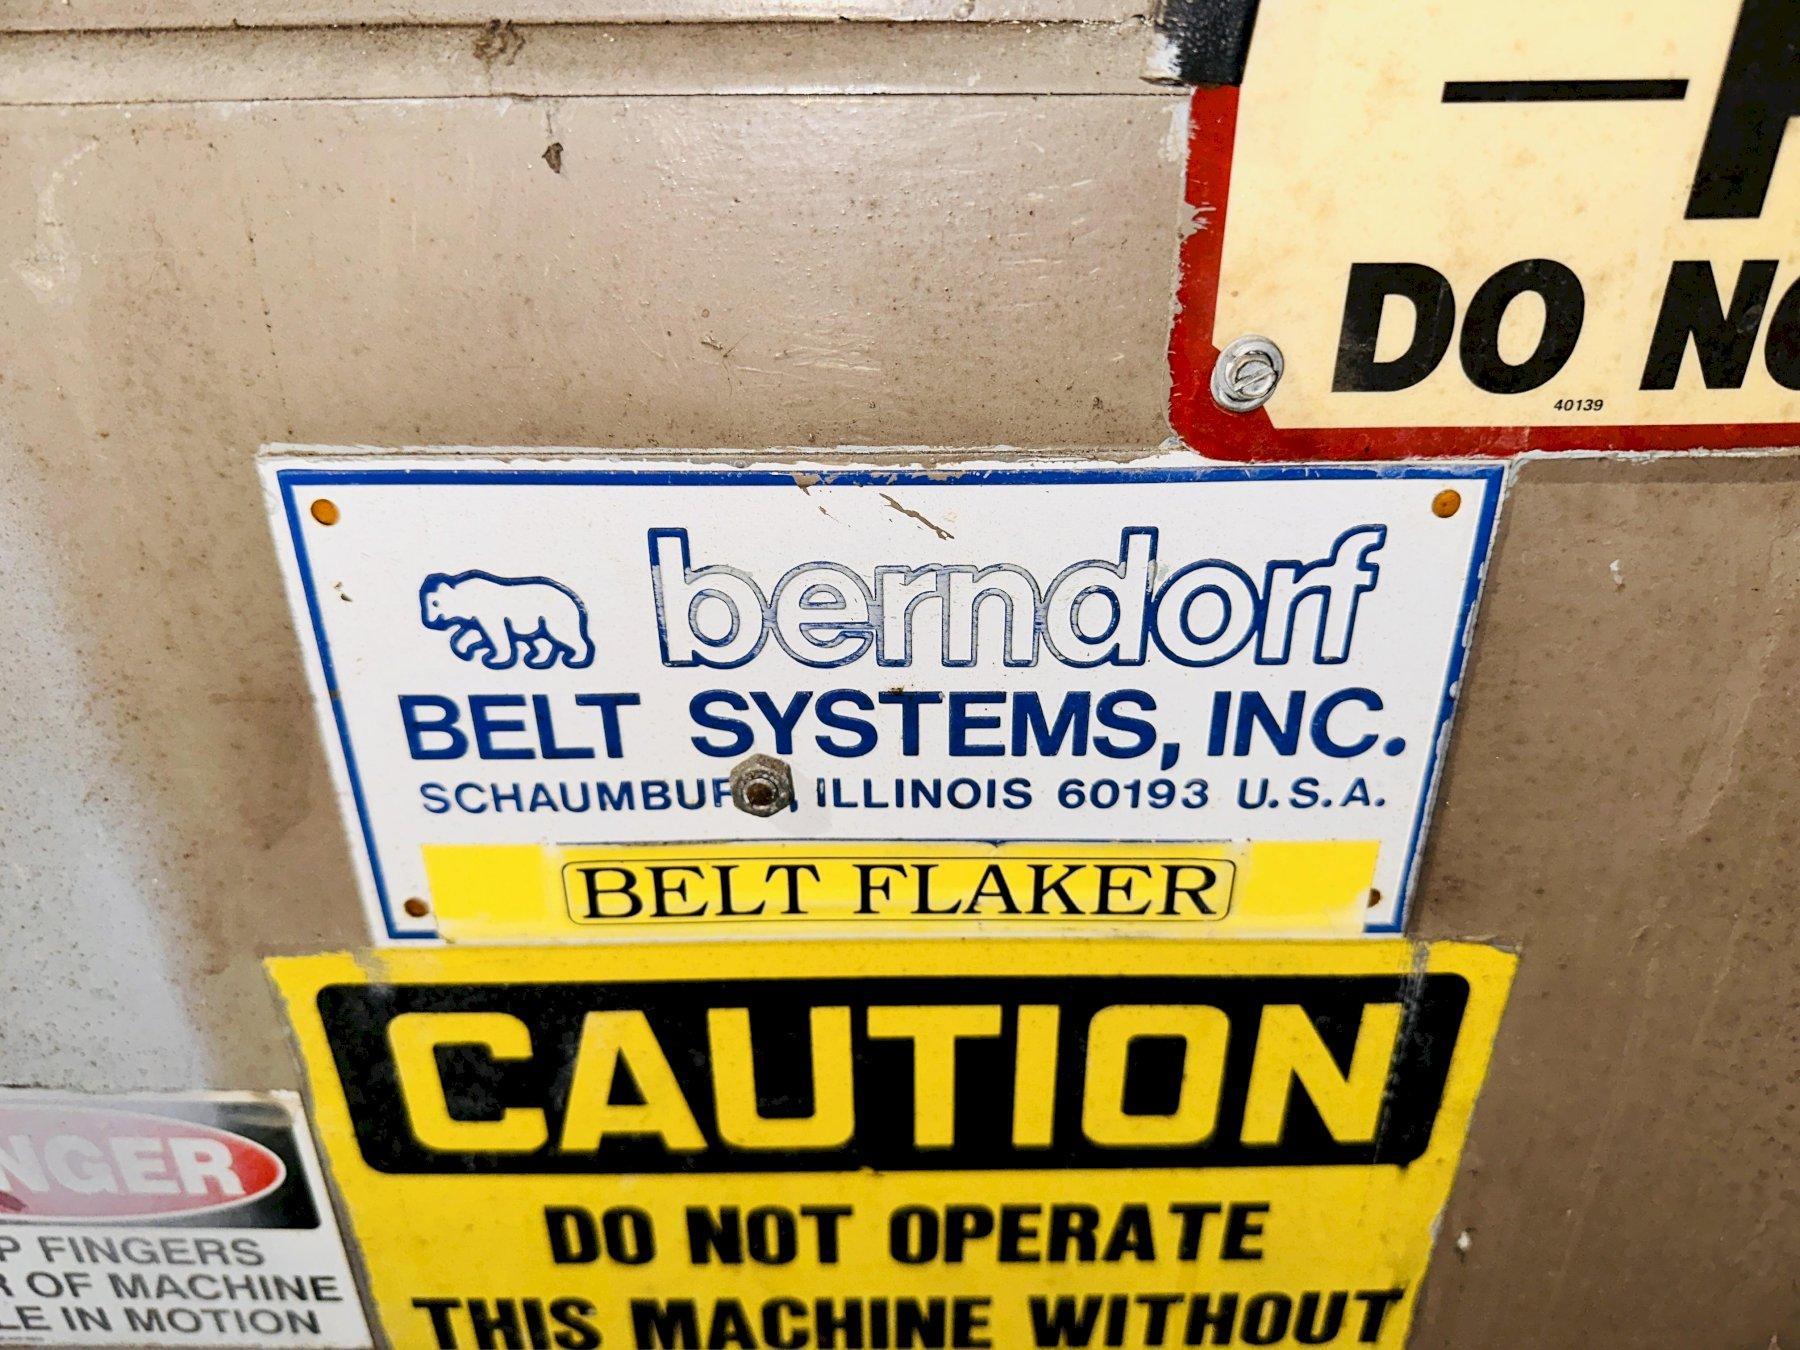 DO
40139
berndorf
BELT SYSTEMS, INC.
ILLINOIS 60193 U.S.A.
BELT FLAKER
CAUTION
DO NOT OPERATE
THIS MACHINE WITHOUT
FINGERS
OF MACHINE
IN MOTION